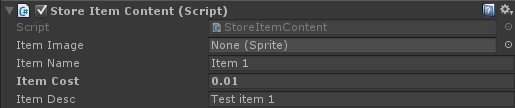 Store Item Content (Script)
Script StoreItemContent
Item Image None (Sprite)
Item Name Item 1
Item Cost 0.01
Item Desc Test item 1